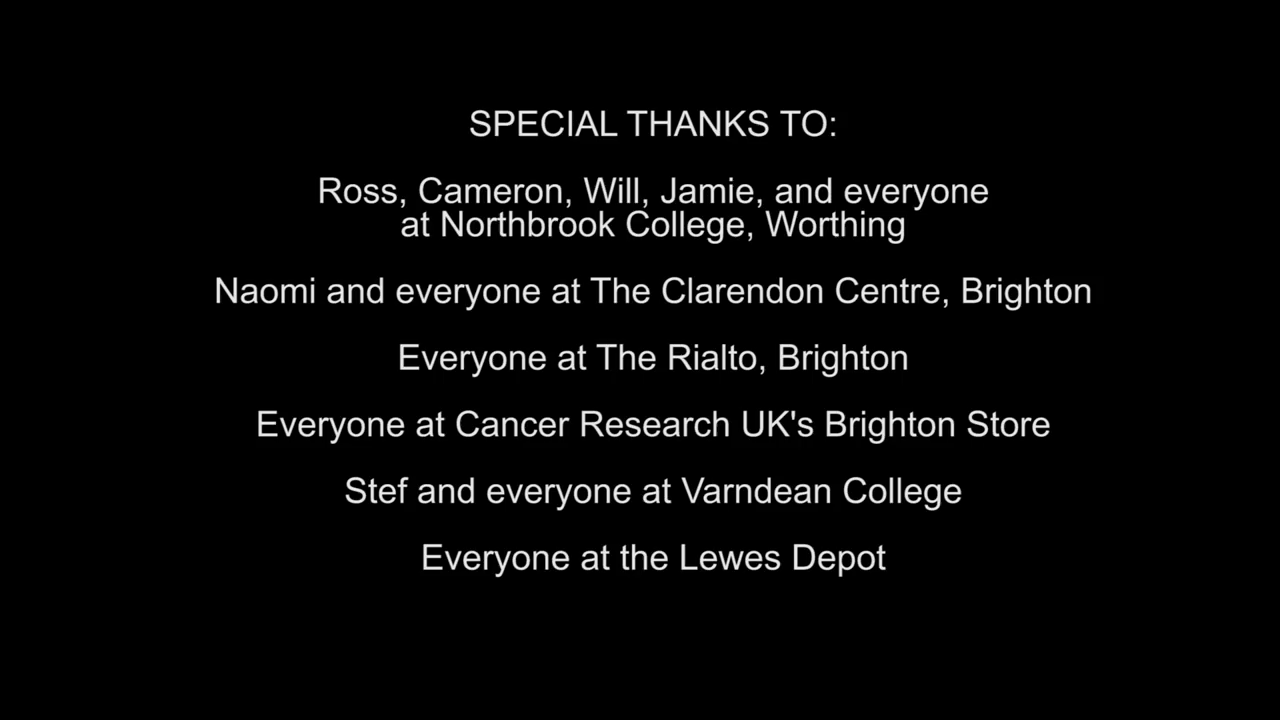 SPECIAL THANKS TO:
Ross, Cameron, Will, Jamie, and everyone
at Northbrook College, Worthing
Naomi and everyone at The Clarendon Centre, Brighton
Everyone at The Rialto, Brighton
Everyone at Cancer Research UK's Brighton Store
Stef and everyone at Varndean College
Everyone at the Lewes Depot